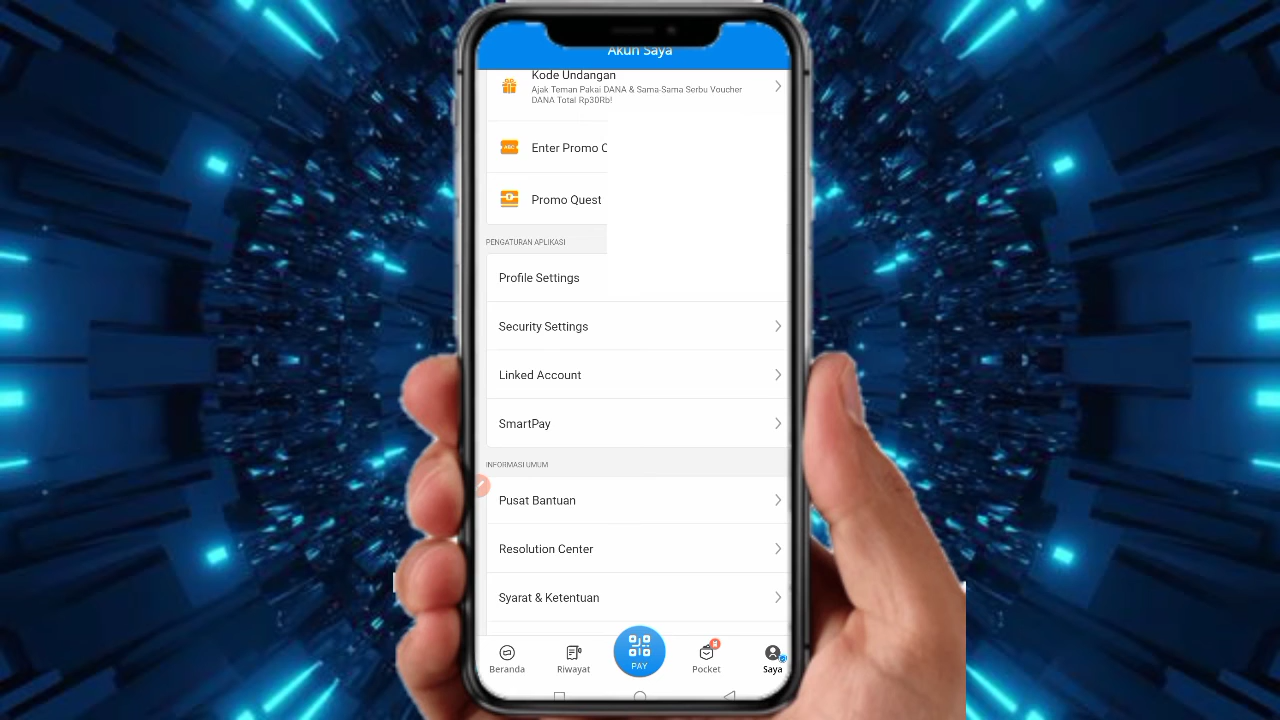 Akun Saya
Kode Undangan
Ajak Teman Pakai DANA & Sama-Sama Serbu Voucher
DANA Total Rp30Rb!
ABC
Enter Promo C
Promo Quest
PENGATURAN APLIKASI
Profile Settings
Security Settings
Linked Account
SmartPay
INFORMASI UMUM
Pusat Bantuan
Resolution Center
Syarat & Ketentuan
Beranda
Riwayat
PAY
Pocket
Saya